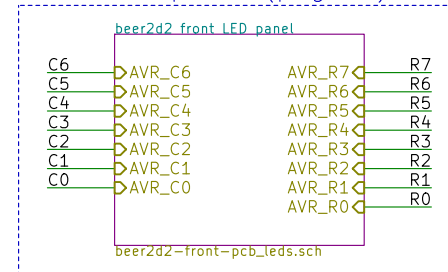 beer2d2 front LED panel
C6 AVR_C6 AVR_R7 R7
C5 AVR_C5 AVR_R6 R6
C4 AVR_C4 AVR_R5 R5
C3 AVR_C3 AVR_R4 R4
C2 AVR_C2 AVR_R3 R3
C1 AVR_C1 AVR_R2 R2
C0 AVR_C0 AVR_R1 R1
AVR_R0 R0
beer2d2-front-pcb_leds.sch